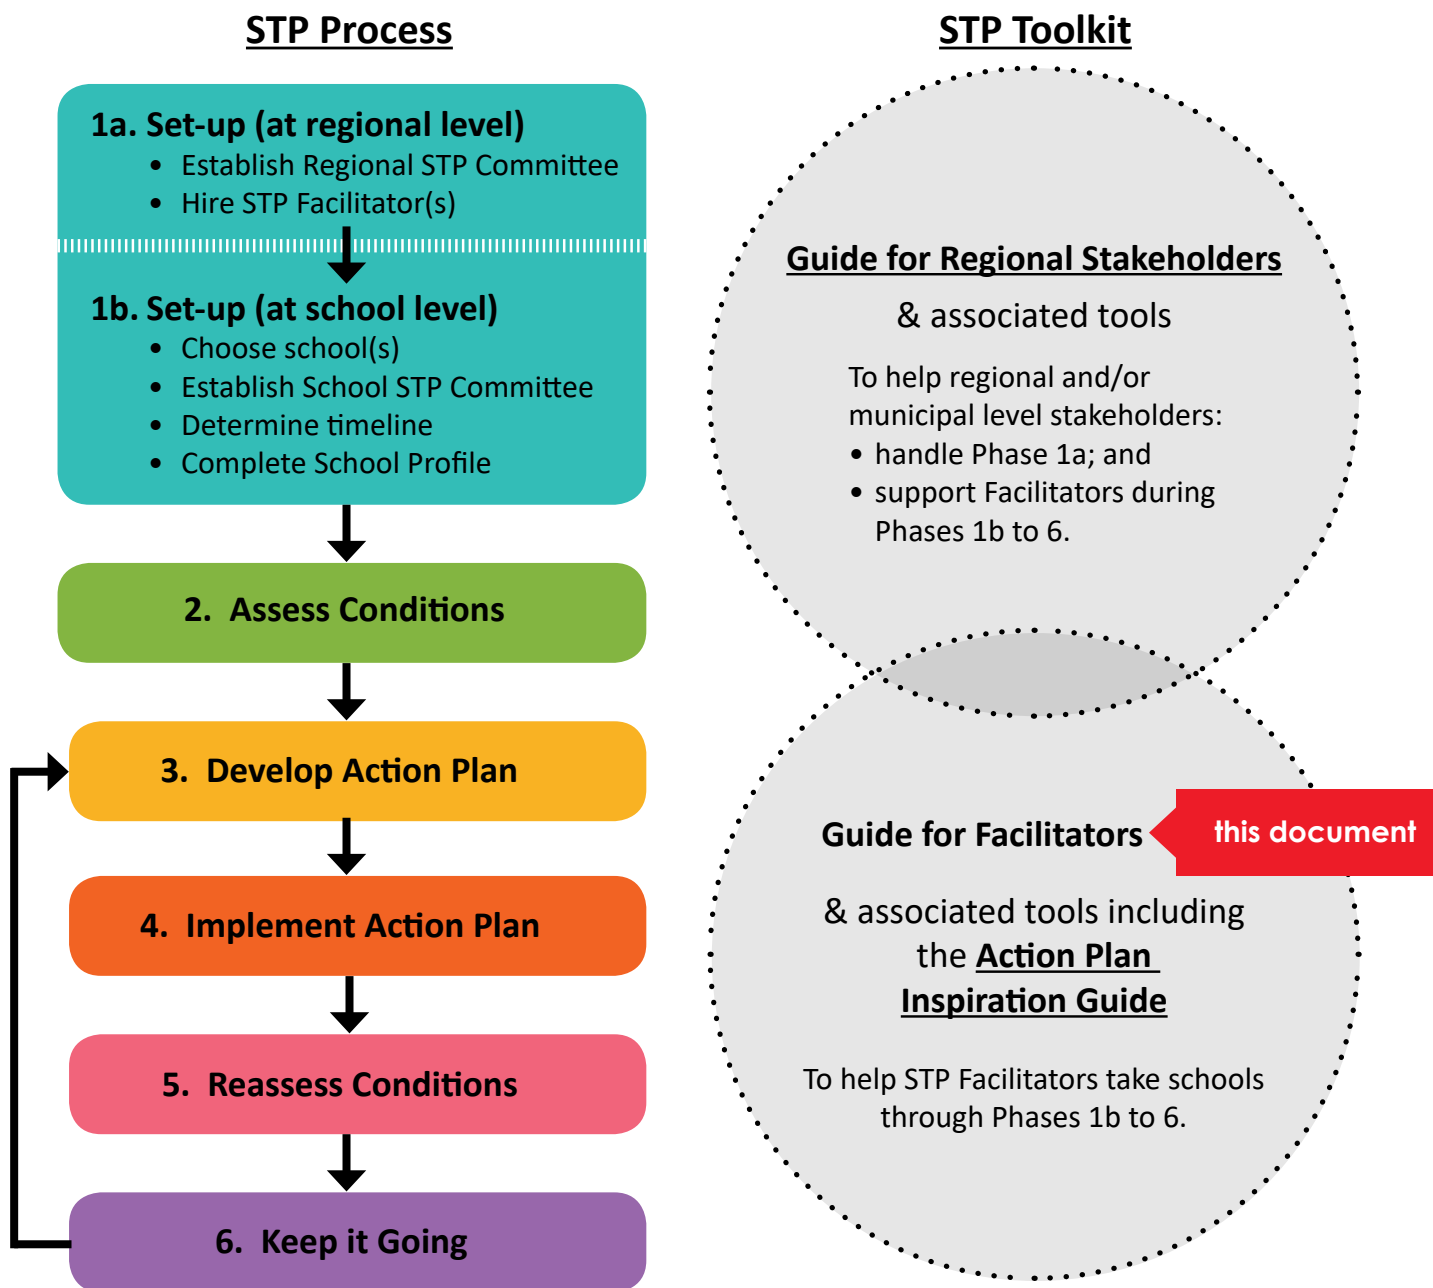 STP Process
1a. Set-up (at regional level)
• Establish Regional STP Committee
• Hire STP Facilitator(s)
1b. Set-up (at school level)
• Choose school(s)
• Establish School STP Committee
• Determine timeline
• Complete School Profile
2. Assess Conditions
3. Develop Action Plan
4. Implement Action Plan
5. Reassess Conditions
6. Keep it Going
STP Toolkit
Guide for Regional Stakeholders
& associated tools
To help regional and/or
municipal level stakeholders:
• handle Phase 1a; and
• support Facilitators during
Phases 1b to 6.
Guide for Facilitators
this document
& associated tools including
the Action Plan
Inspiration Guide
To help STP Facilitators take schools
through Phases 1b to 6.